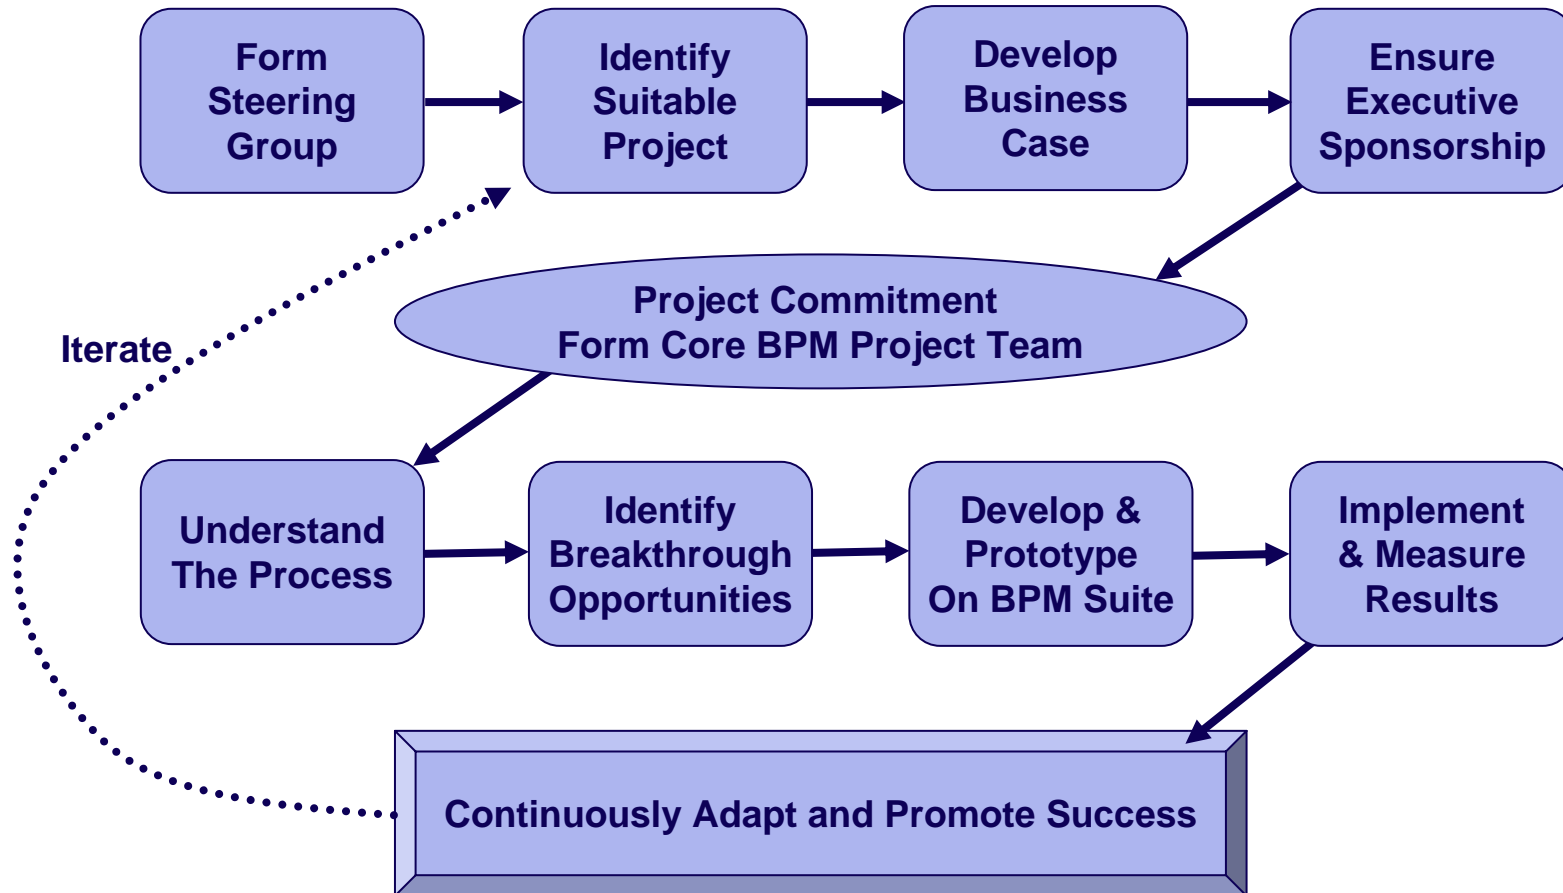 Form
Steering
Group
Identify
Suitable
Project
Develop
Business
Case
Ensure
Executive
Sponsorship
Project Commitment
Form Core BPM Project Team
Iterate
Understand
The Process
Identify
Breakthrough
Opportunities
Develop &
Prototype
On BPM Suite
Implement
& Measure
Results
Continuously Adapt and Promote Success